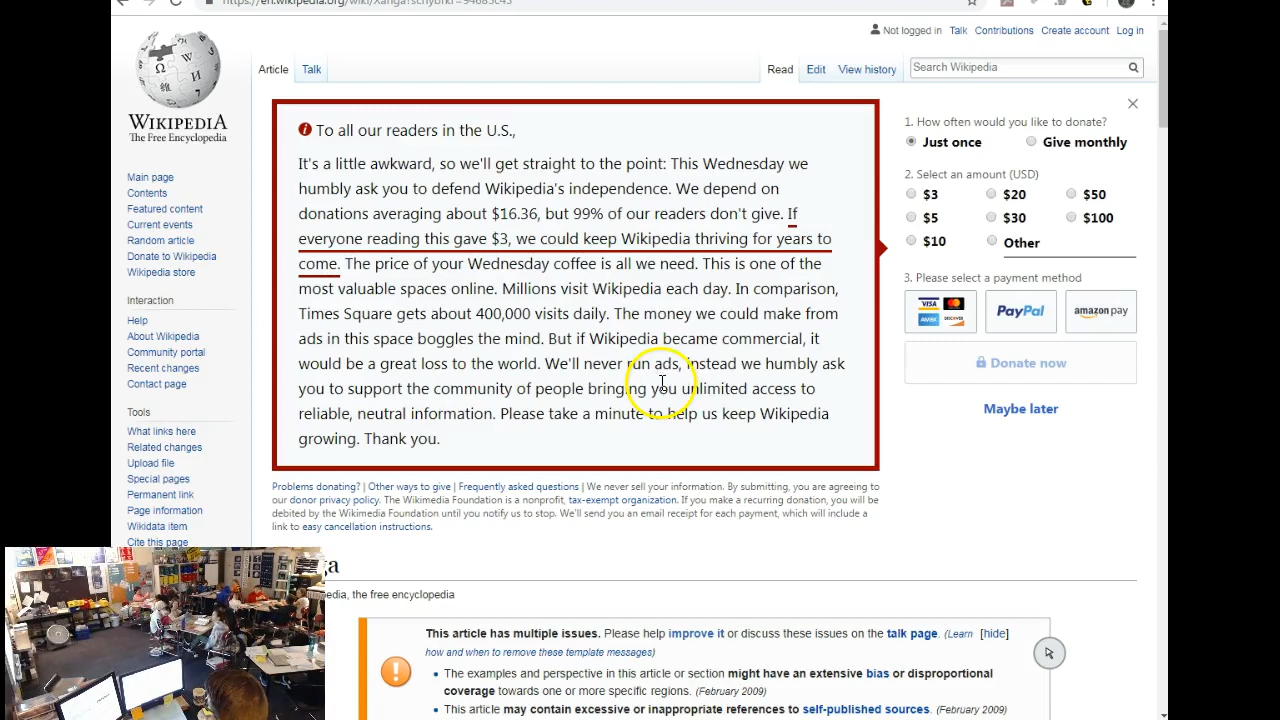 Not logged in Talk Contributions Create account Log in
Article Talk Read Edit View history Search Wikipedia
WIKIPEDIA
The Free Encyclopedia
Main page
Contents
Featured content
Current events
Random article
Donate to Wikipedia
Wikipedia store
Interaction
Help
About Wikipedia
Community portal
Recent changes
Contact page
Tools
What links here
Related changes
Upload file
Special pages
Permanent link
Page information
Wikidata item
Cite this page
To all our readers in the U.S.,
It's a little awkward, so we'll get straight to the point: This Wednesday we
humbly ask you to defend Wikipedia's independence. We depend on
donations averaging about $16.36, but 99% of our readers don't give. If
everyone reading this gave $3, we could keep Wikipedia thriving for years to
come. The price of your Wednesday coffee is all we need. This is one of the
most valuable spaces online. Millions visit Wikipedia each day. In comparison,
Times Square gets about 400,000 visits daily. The money we could make from
ads in this space boggles the mind. But if Wikipedia became commercial, it
would be a great loss to the world. We'll never run ads, instead we humbly ask
you to support the community of people bringing you unlimited access to
reliable, neutral information. Please take a minute to help us keep Wikipedia
growing. Thank you.
1. How often would you like to donate?
Just once Give monthly
2. Select an amount (USD)
$3 $20 $50
$5 $30 $100
$10 Other
3. Please select a payment method
VISA AMEX DISCOVER PayPal amazon pay
Donate now
Maybe later
Problems donating? | Other ways to give | Frequently asked questions | We never sell your information. By submitting, you are agreeing to
our donor privacy policy. The Wikimedia Foundation is a nonprofit, tax-exempt organization. If you make a recurring donation, you will be
debited by the Wikimedia Foundation until you notify us to stop. We'll send you an email receipt for each payment, which will include a
link to easy cancellation instructions.
the free encyclopedia
This article has multiple issues. Please help improve it or discuss these issues on the talk page. (Learn [hide]
how and when to remove these template messages)
The examples and perspective in this article or section might have an extensive bias or disproportional
coverage towards one or more specific regions. (February 2009)
This article may contain excessive or inappropriate references to self-published sources. (February 2009)